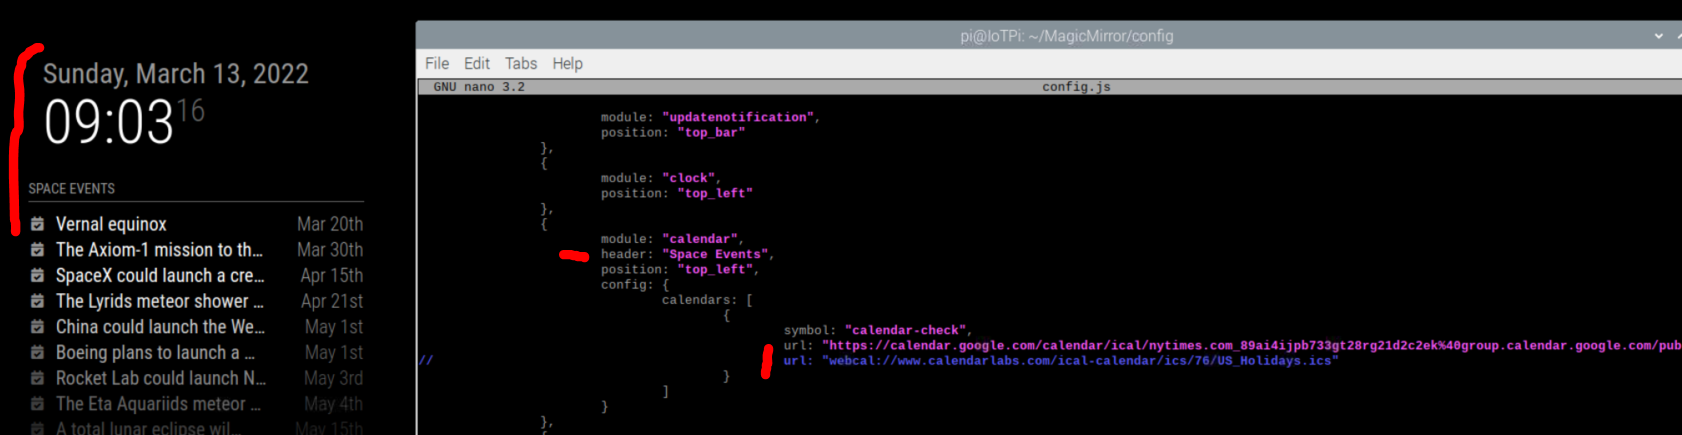 Sunday, March 13, 2022
09:03 16
SPACE EVENTS
Vernal equinox Mar 20th
The Axiom-1 mission to th... Mar 30th
SpaceX could launch a cre... Apr 15th
The Lyrids meteor shower ... Apr 21st
China could launch the We... May 1st
Boeing plans to launch a ... May 1st
Rocket Lab could launch N... May 3rd
The Eta Aquariids meteor ... May 4th
A total lunar eclipse wil... May 15th
pi@IoTPi: ~/MagicMirror/config
File Edit Tabs Help
GNU nano 3.2 config.js
module: "updatenotification",
position: "top_bar"
},
{
module: "clock",
position: "top_left"
},
{
module: "calendar",
header: "Space Events",
position: "top_left",
config: {
calendars: [
{
symbol: "calendar-check",
url: "https://calendar.google.com/calendar/ical/nytimes.com_89ai4ijpb733gt28rg21d2c2ek%40group.calendar.google.com/pub
// url: "webcal://www.calendarlabs.com/ical-calendar/ics/76/US_Holidays.ics"
}
]
}
},
{